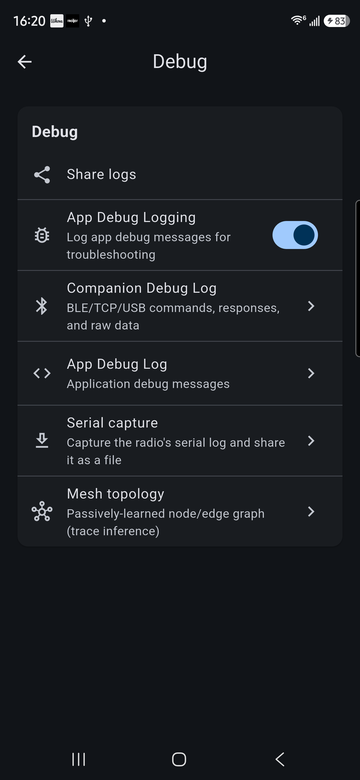 16:20
6
83
Debug
Debug
Share logs
App Debug Logging
Log app debug messages for
troubleshooting
Companion Debug Log
BLE/TCP/USB commands, responses,
and raw data
App Debug Log
Application debug messages
Serial capture
Capture the radio's serial log and share
it as a file
Mesh topology
Passively-learned node/edge graph
(trace inference)